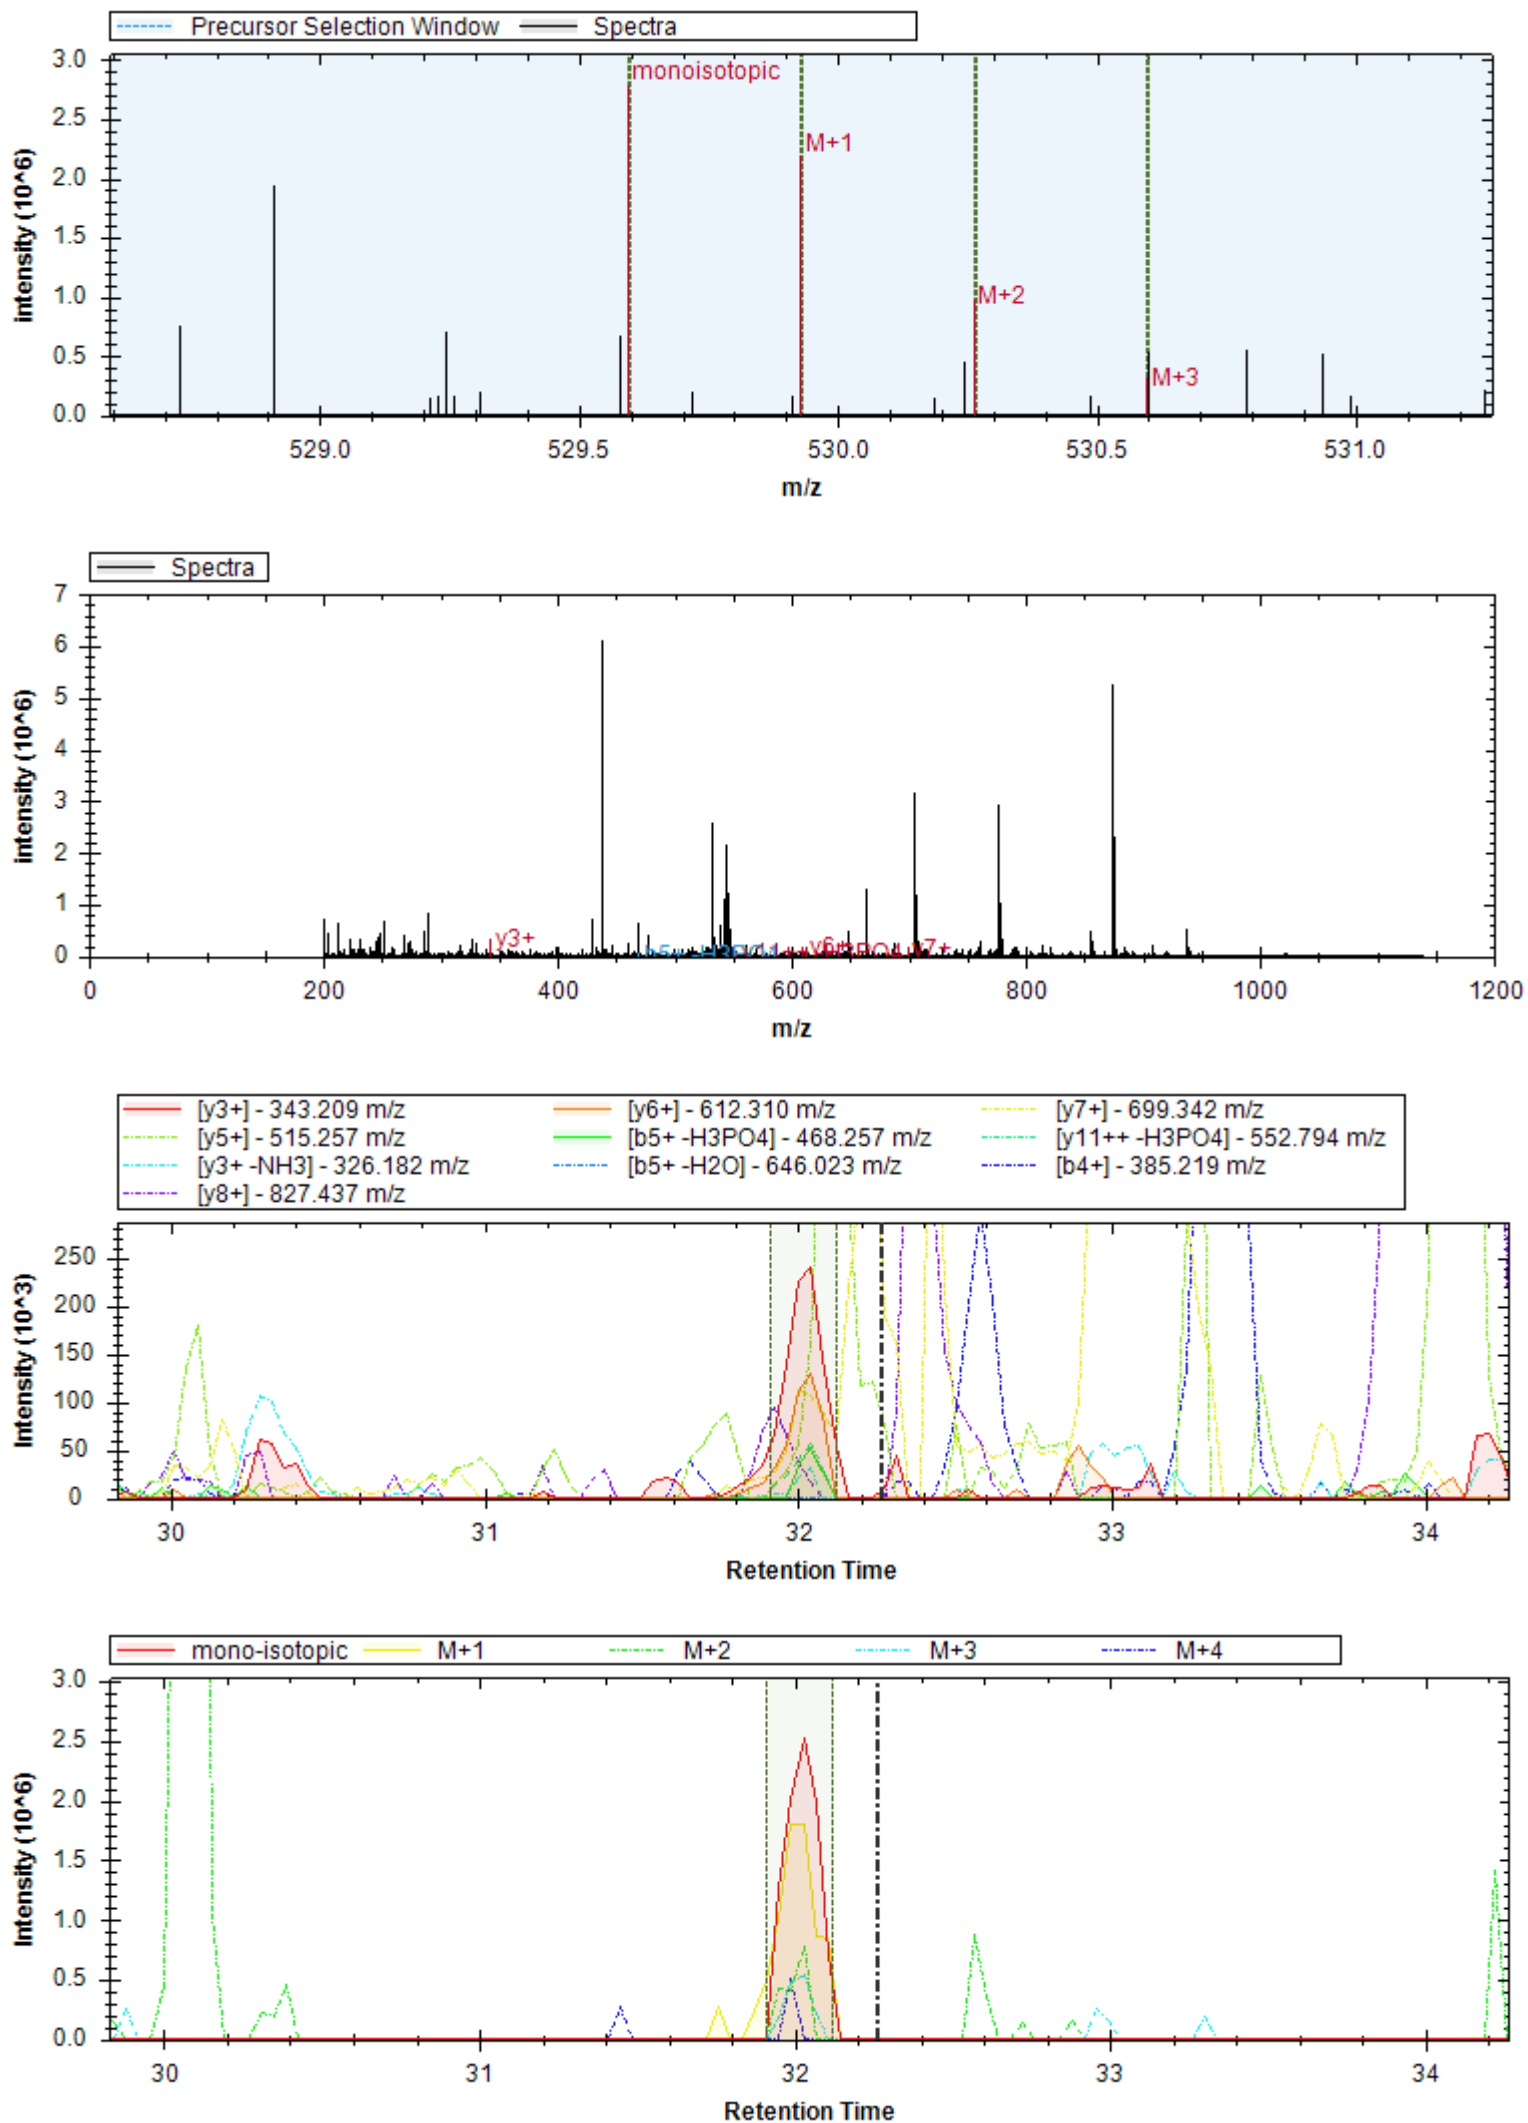 Precursor Selection Window Spectra
3.0
2.5
2.0
1.5
1.0
0.5
0.0
intensity (10^6)
monoisotopic
M+1
M+2
M+3
529.0 529.5 530.0 530.5 531.0
m/z
Spectra
7
6
5
4
3
2
1
0
intensity (10^6)
y3+
b5+ -H3PO4
y6+
y7+
0 200 400 600 800 1000 1200
m/z
[y3+] - 343.209 m/z [y6+] - 612.310 m/z [y7+] - 699.342 m/z
[y5+] - 515.257 m/z [b5+ -H3PO4] - 468.257 m/z [y11++ -H3PO4] - 552.794 m/z
[y3+ -NH3] - 326.182 m/z [b5+ -H2O] - 646.023 m/z [b4+] - 385.219 m/z
[y8+] - 827.437 m/z
250
200
150
100
50
0
Intensity (10^3)
30 31 32 33 34
Retention Time
mono-isotopic M+1 M+2 M+3 M+4
3.0
2.5
2.0
1.5
1.0
0.5
0.0
Intensity (10^6)
30 31 32 33 34
Retention Time